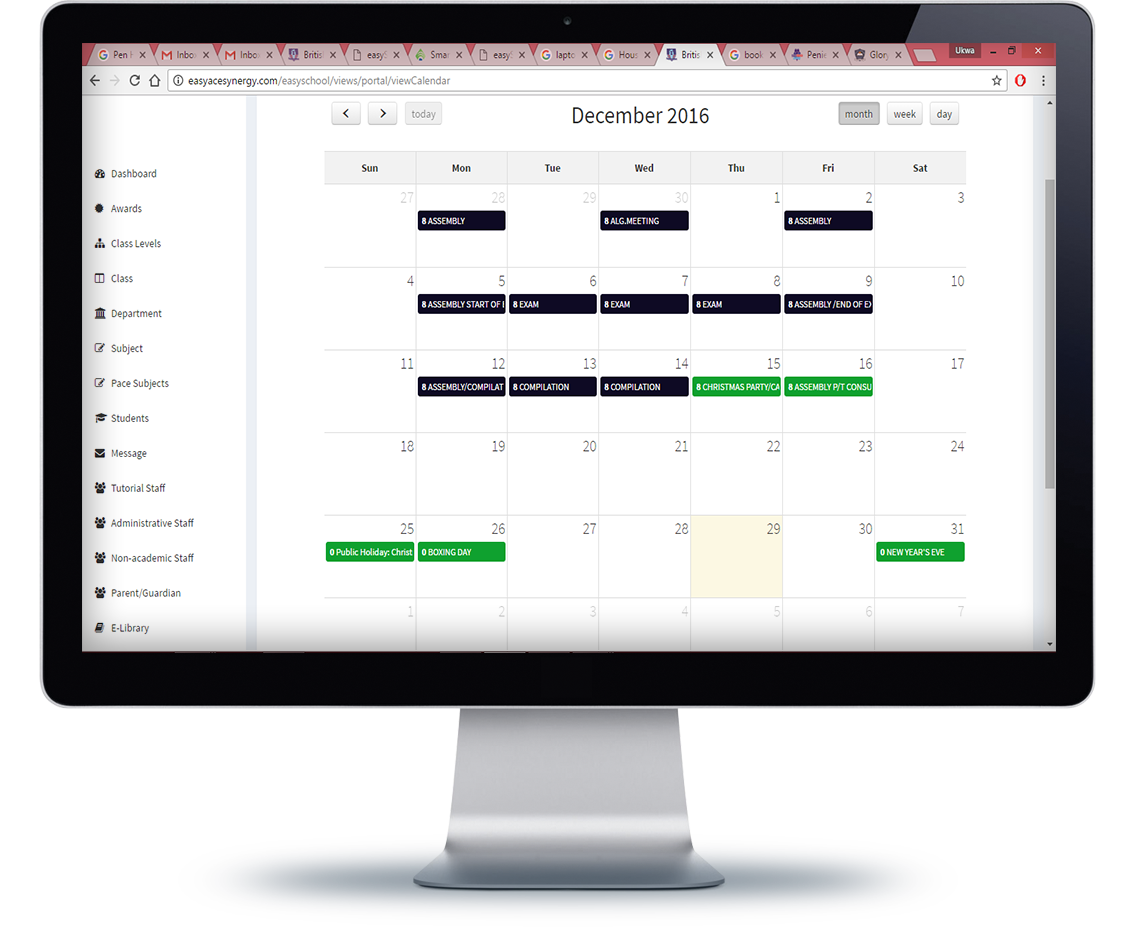 Pen Inbo Inbo Britis easyS Smar easyS lapto Hous Britis book Penie Glory Ukwa
easyacesynergy.com/easyschool/views/portal/viewCalendar
today December 2016 month week day
Sun Mon Tue Wed Thu Fri Sat
27 28 29 30 1 2 3
8 ASSEMBLY 8 ALG.MEETING 8 ASSEMBLY
4 5 6 7 8 9 10
8 ASSEMBLY START OF 8 EXAM 8 EXAM 8 EXAM 8 ASSEMBLY /END OF EX
11 12 13 14 15 16 17
8 ASSEMBLY/COMPILAT 8 COMPILATION 8 COMPILATION 8 CHRISTMAS PARTY/CA 8 ASSEMBLY P/T CONSU
18 19 20 21 22 23 24
25 26 27 28 29 30 31
0 Public Holiday: Christ 0 BOXING DAY 0 NEW YEAR'S EVE
1 2 3 4 5 6 7
Dashboard
Awards
Class Levels
Class
Department
Subject
Pace Subjects
Students
Message
Tutorial Staff
Administrative Staff
Non-academic Staff
Parent/Guardian
E-Library